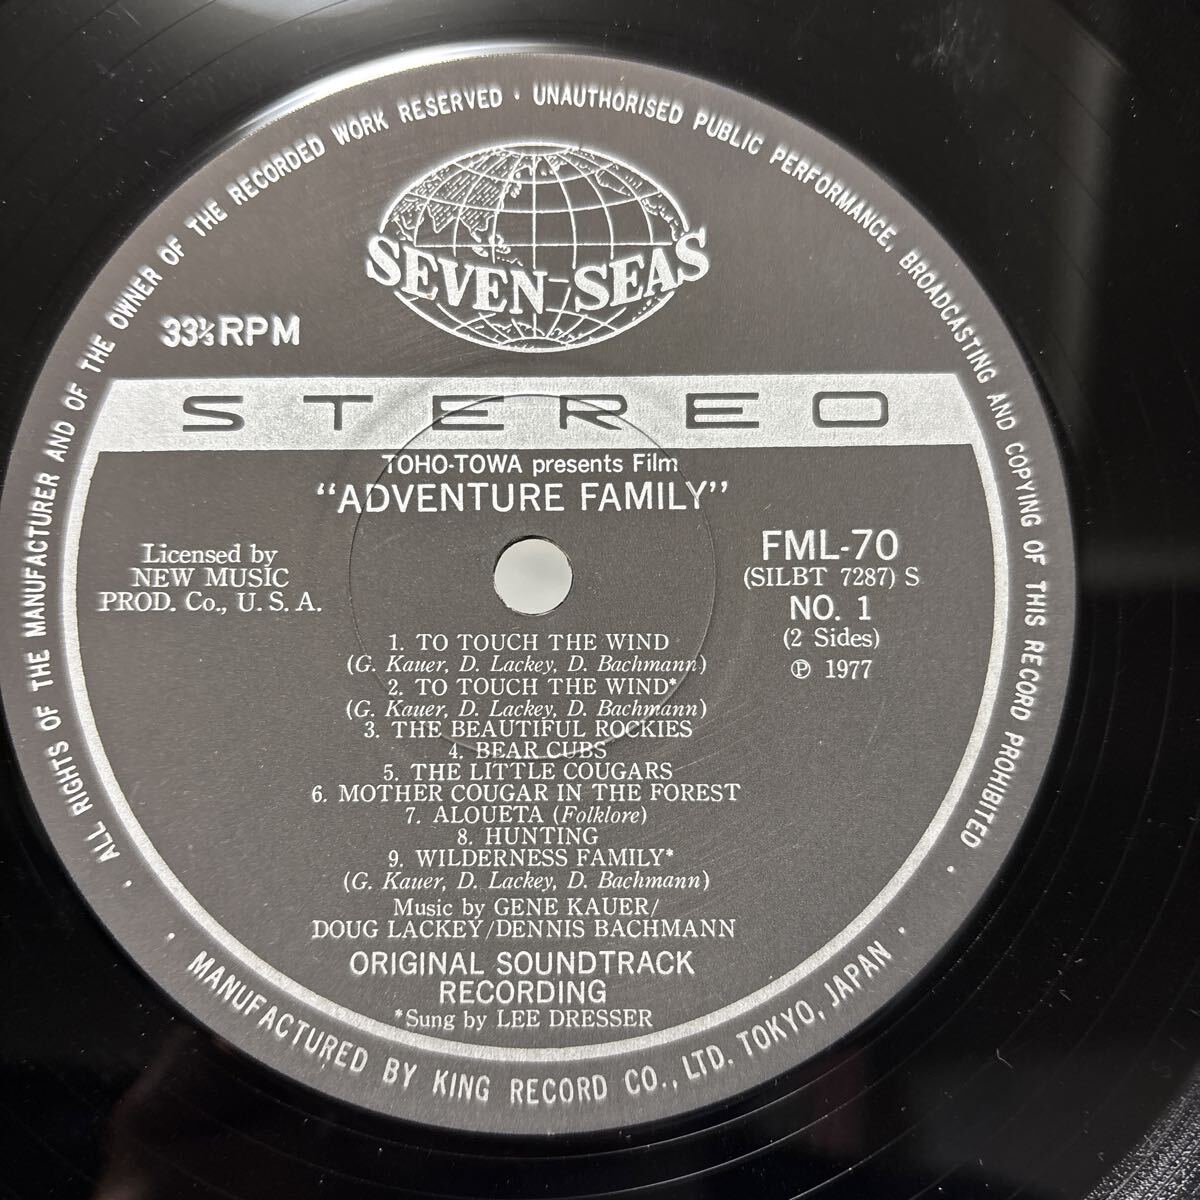 ALL RIGHTS OF THE MANUFACTURER AND OF THE OWNER OF THE RECORDED WORK RESERVED · UNAUTHORISED PUBLIC PERFORMANCE, BROADCASTING AND COPYING OF THIS RECORD PROHIBITED
SEVEN SEAS
33⅓ RPM
STEREO
TOHO-TOWA presents Film
"ADVENTURE FAMILY"
Licensed by
NEW MUSIC
PROD. Co., U. S. A.
FML-70
(SILBT 7287) S
NO. 1
(2 Sides)
Ⓟ 1977
1. TO TOUCH THE WIND
(G. Kauer, D. Lackey, D. Bachmann)
2. TO TOUCH THE WIND*
(G. Kauer, D. Lackey, D. Bachmann)
3. THE BEAUTIFUL ROCKIES
4. BEAR CUBS
5. THE LITTLE COUGARS
6. MOTHER COUGAR IN THE FOREST
7. ALOUETA (Folklore)
8. HUNTING
9. WILDERNESS FAMILY*
(G. Kauer, D. Lackey, D. Bachmann)
Music by GENE KAUER/
DOUG LACKEY/DENNIS BACHMANN
ORIGINAL SOUNDTRACK
RECORDING
*Sung by LEE DRESSER
· MANUFACTURED BY KING RECORD CO., LTD. TOKYO, JAPAN ·